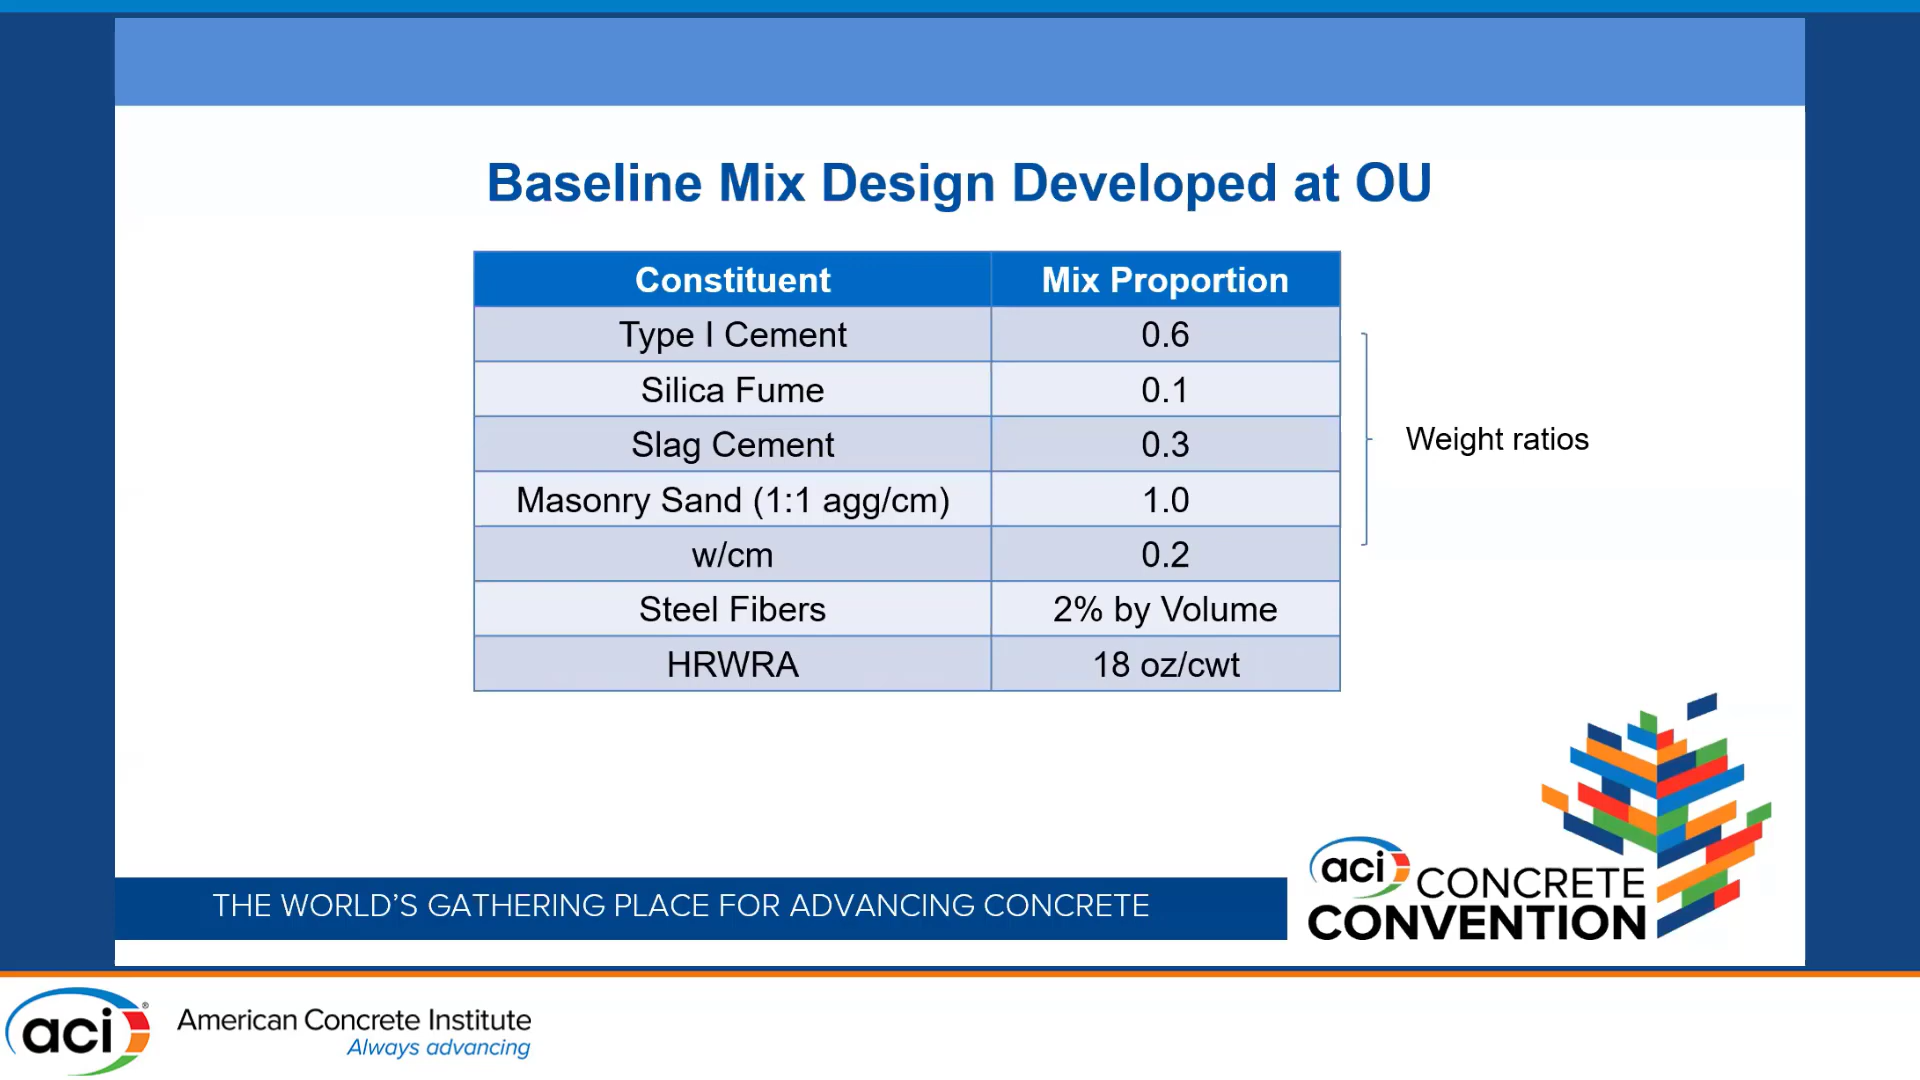 Baseline Mix Design Developed at OU
Constituent Mix Proportion
Type I Cement 0.6
Silica Fume 0.1
Slag Cement 0.3
Masonry Sand (1:1 agg/cm) 1.0
w/cm 0.2
Steel Fibers 2% by Volume
HRWRA 18 oz/cwt
Weight ratios
THE WORLD'S GATHERING PLACE FOR ADVANCING CONCRETE
aci CONCRETE
CONVENTION
aci®
American Concrete Institute
Always advancing